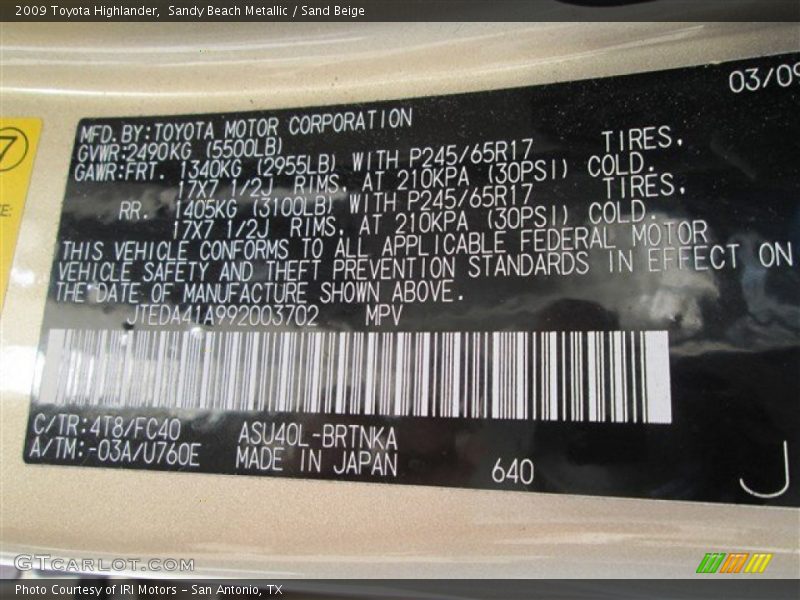 2009 Toyota Highlander, Sandy Beach Metallic / Sand Beige
03/09
7
MFD. BY: TOYOTA MOTOR CORPORATION
GVWR:2490KG (5500LB)
GAWR:FRT. 1340KG (2955LB) WITH P245/65R17 TIRES,
17X7 1/2J RIMS, AT 210KPA (30PSI) COLD.
RR. 1405KG (3100LB) WITH P245/65R17 TIRES,
17X7 1/2J RIMS, AT 210KPA (30PSI) COLD.
THIS VEHICLE CONFORMS TO ALL APPLICABLE FEDERAL MOTOR
VEHICLE SAFETY AND THEFT PREVENTION STANDARDS IN EFFECT ON
THE DATE OF MANUFACTURE SHOWN ABOVE.
JTEDA41A992003702 MPV
C/TR:4T8/FC40 ASU40L-BRTNKA
A/TM:-03A/U760E MADE IN JAPAN 640
J
GTCARLOT.COM
Photo Courtesy of IRI Motors - San Antonio, TX